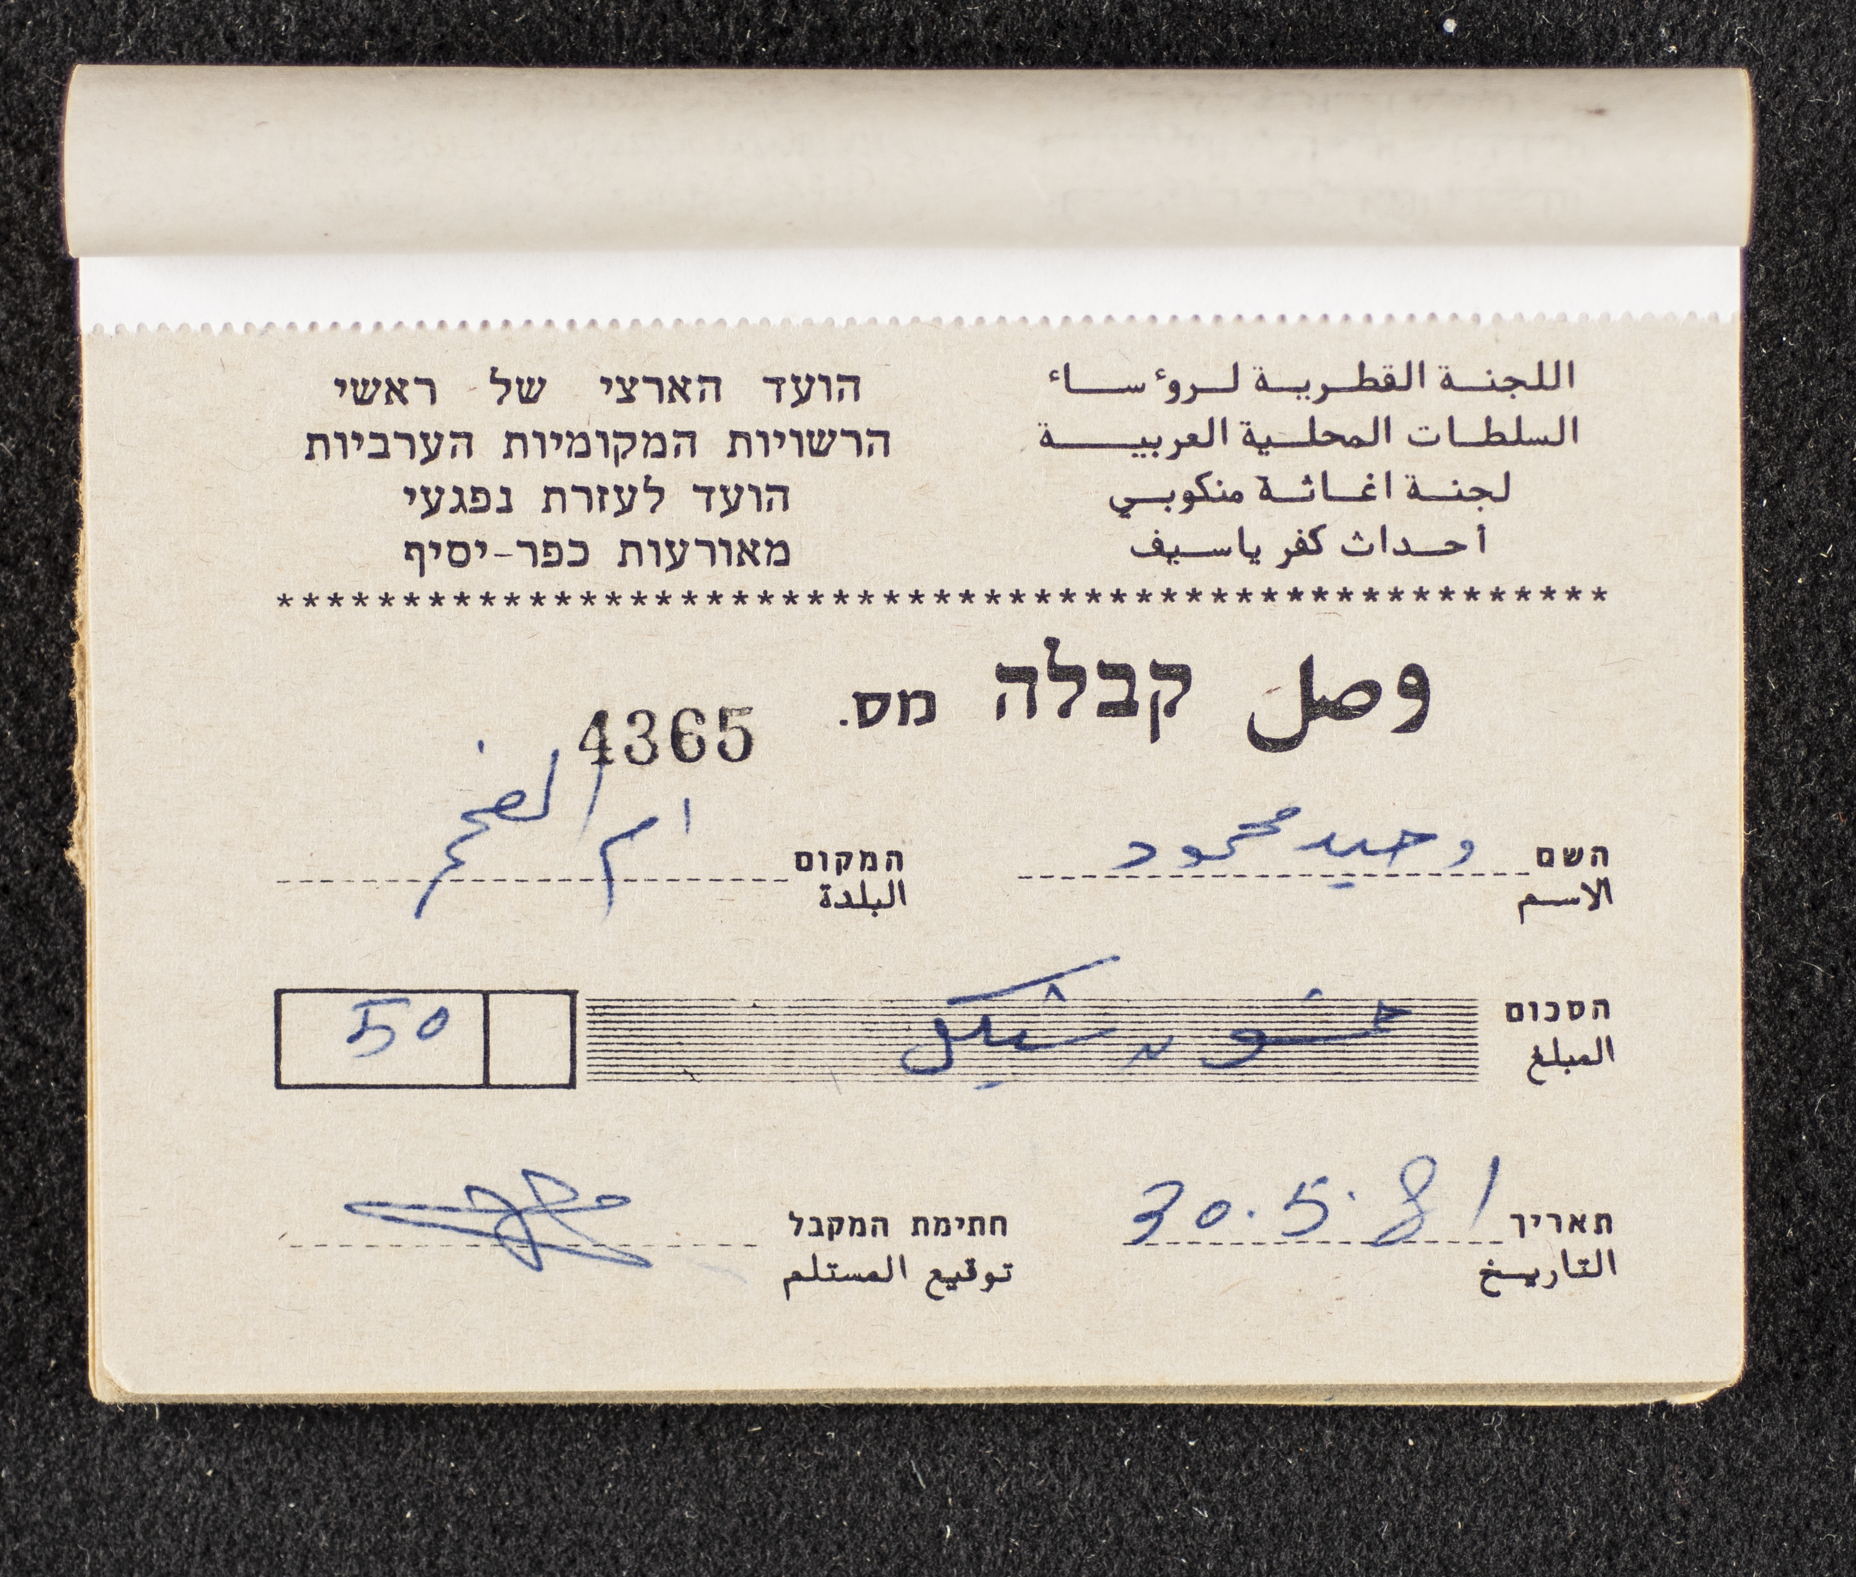 اللجنة القطرية لرؤساء
السلطات المحلية العربية
لجنة اغاثة منكوبي
أحداث كفر ياسيف
הועד הארצי של ראשי
הרשויות המקומיות הערביות
הועד לעזרת נפגעי
מאורעות כפר-יסיף
****************************************************
وصل קבלה מס. 4365
השם وحيد محمود המקום ام الفحم
الاسم البلدة
הסכום خمسون شيكل 50
المبلغ
תאריך 30.5.81 חתימת המקבל
التاريخ توقيع المستلم